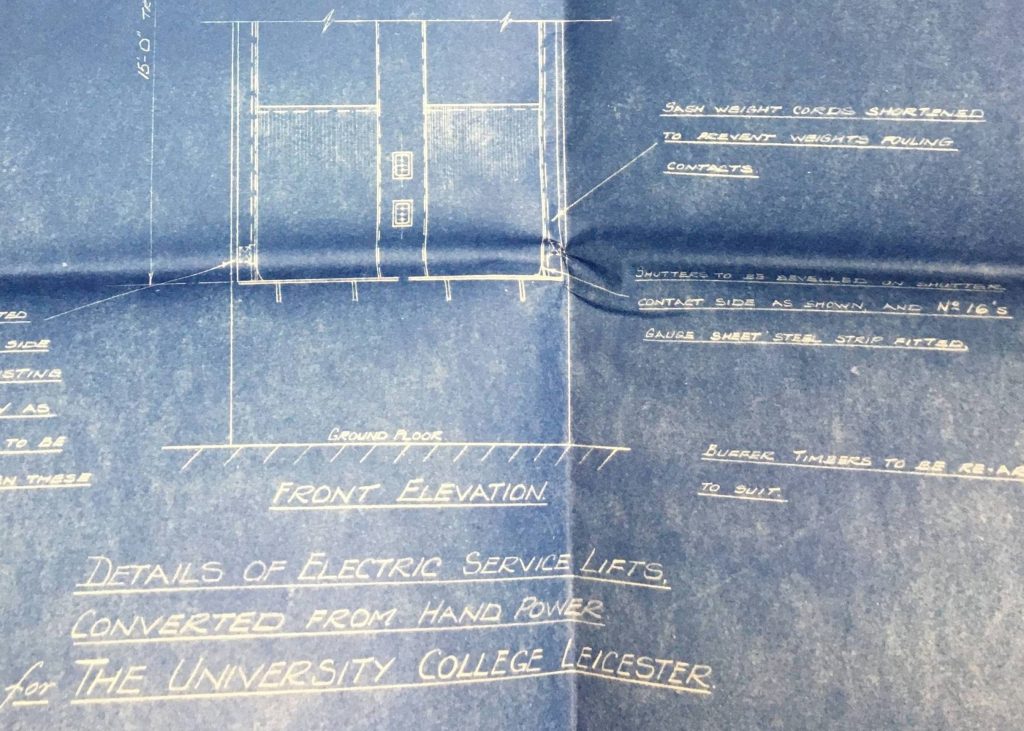 15'-0"
SASH WEIGHT CORDS SHORTENED
TO PREVENT WEIGHTS FOULING
CONTACTS.
SHUTTERS TO BE BEVELLED ON SHUTTER
CONTACT SIDE AS SHOWN, AND Nº 16'S
GAUGE SHEET STEEL STRIP FITTED.
SIDE
AS
TO BE
THESE
GROUND FLOOR
FRONT ELEVATION.
BUFFER TIMBERS TO BE RE-AR
TO SUIT.
DETAILS OF ELECTRIC SERVICE LIFTS,
CONVERTED FROM HAND POWER
for THE UNIVERSITY COLLEGE LEICESTER.